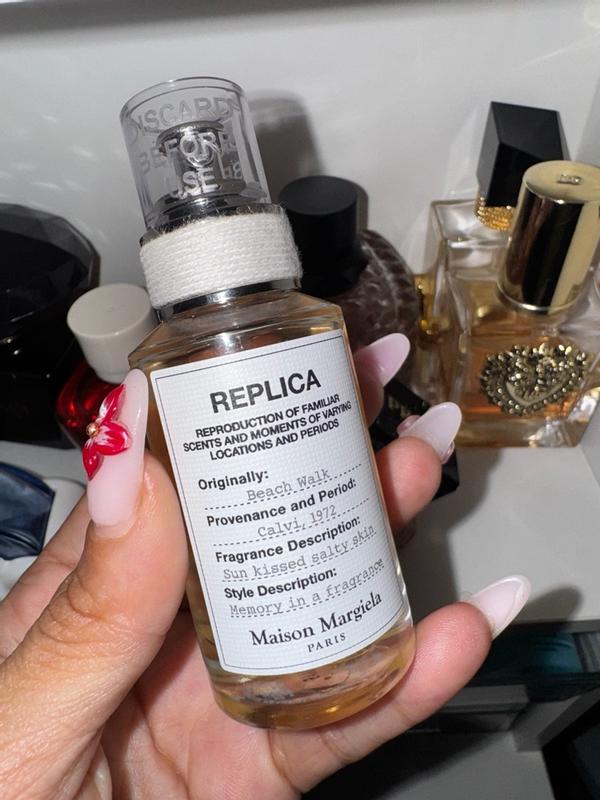 DISCARD
BEFORE
USE
REPLICA
REPRODUCTION OF FAMILIAR
SCENTS AND MOMENTS OF VARYING
LOCATIONS AND PERIODS
Originally:
Beach Walk
Provenance and Period:
Calvi, 1972
Fragrance Description:
Sun kissed salty skin
Style Description:
Memory in a fragrance
Maison Margiela
PARIS